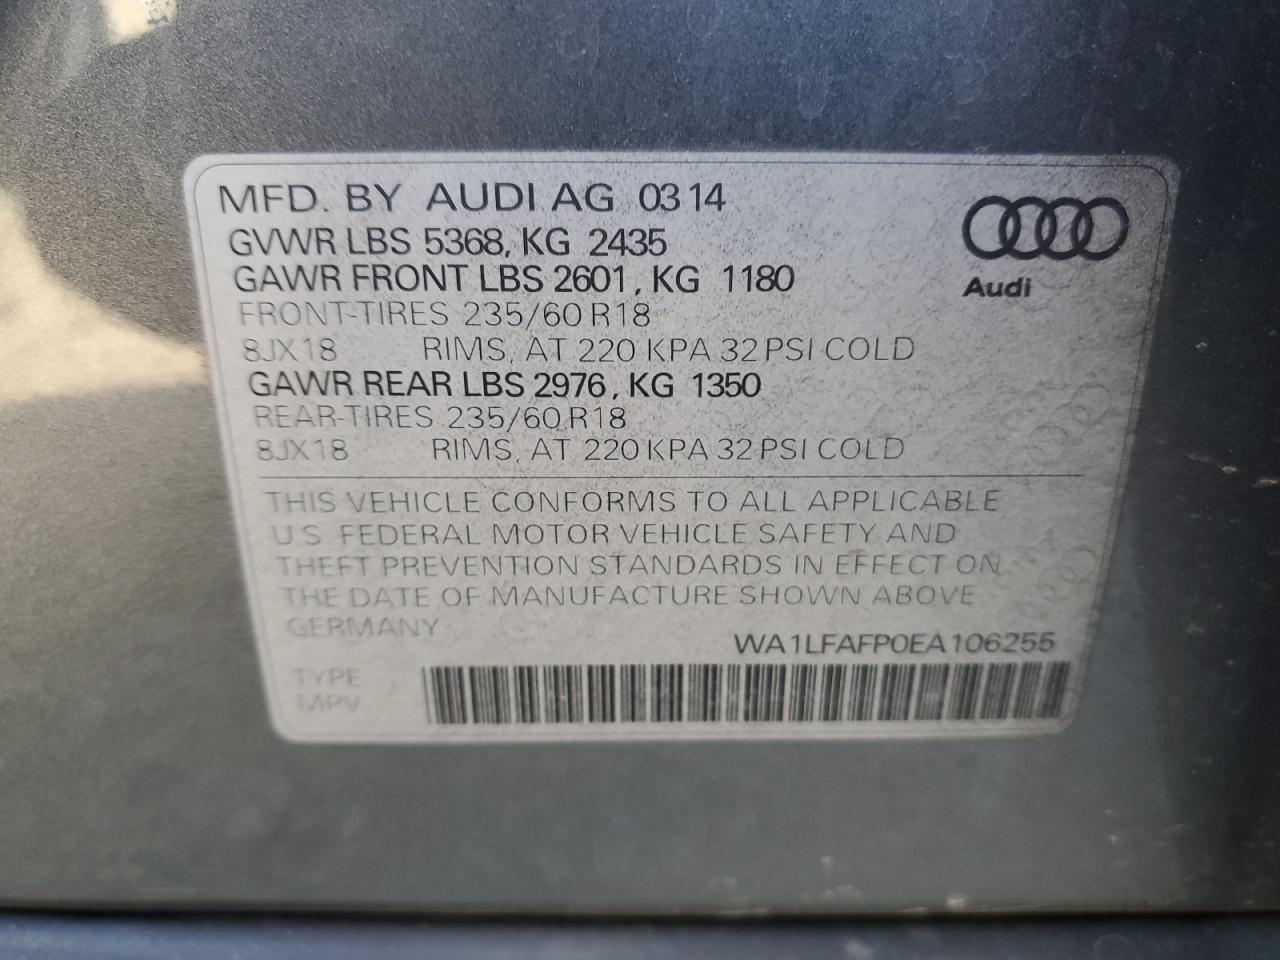 MFD. BY AUDI AG 03 14
GVWR LBS 5368, KG 2435
GAWR FRONT LBS 2601, KG 1180
FRONT-TIRES 235/60 R18
8JX18 RIMS, AT 220 KPA 32 PSI COLD
GAWR REAR LBS 2976, KG 1350
REAR-TIRES 235/60 R18
8JX18 RIMS, AT 220 KPA 32 PSI COLD
Audi
THIS VEHICLE CONFORMS TO ALL APPLICABLE
U.S. FEDERAL MOTOR VEHICLE SAFETY AND
THEFT PREVENTION STANDARDS IN EFFECT ON
THE DATE OF MANUFACTURE SHOWN ABOVE
GERMANY
WA1LFAFP0EA106255
TYPE
MPV